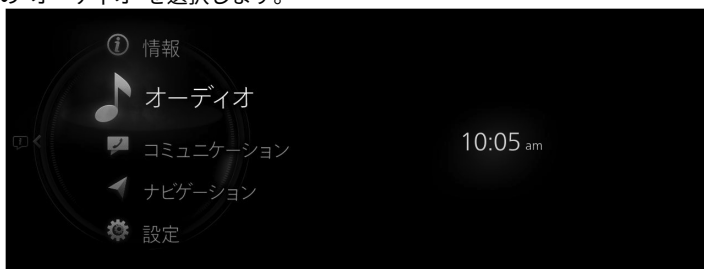 のオーディオを選択します。
情報
オーディオ
コミュニケーション
10:05 am
ナビゲーション
設定